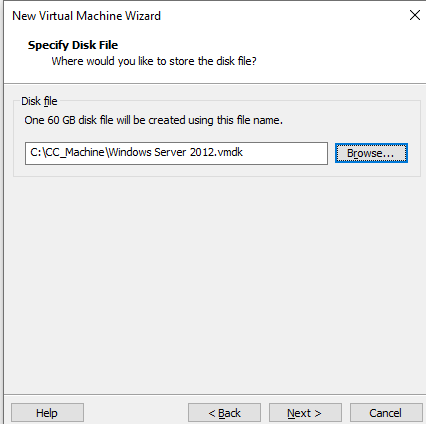 New Virtual Machine Wizard
Specify Disk File
Where would you like to store the disk file?
Disk file
One 60 GB disk file will be created using this file name.
C:\CC_Machine\Windows Server 2012.vmdk
Browse...
Help
< Back
Next >
Cancel